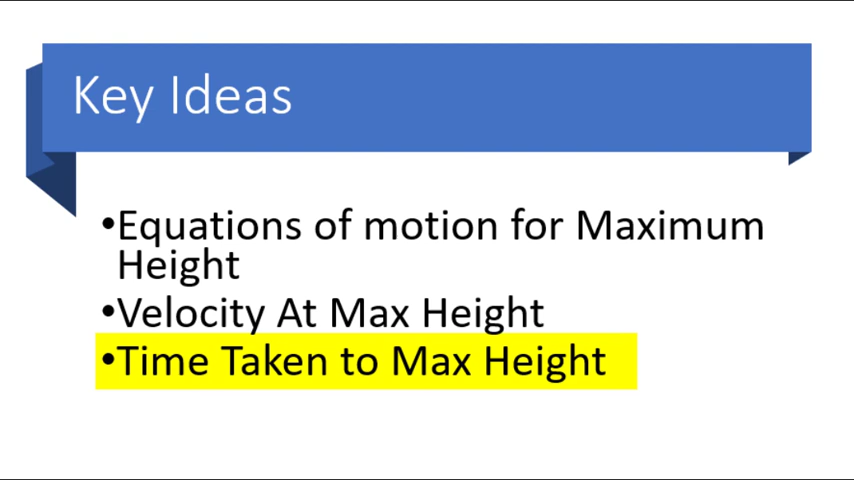 Key Ideas
•Equations of motion for Maximum
Height
•Velocity At Max Height
•Time Taken to Max Height